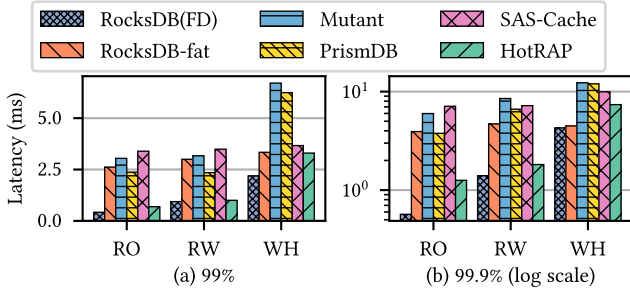 RocksDB(FD) Mutant SAS-Cache
RocksDB-fat PrismDB HotRAP
Latency (ms)
5.0
2.5
0.0
RO RW WH
(a) 99%
10¹
10⁰
RO RW WH
(b) 99.9% (log scale)